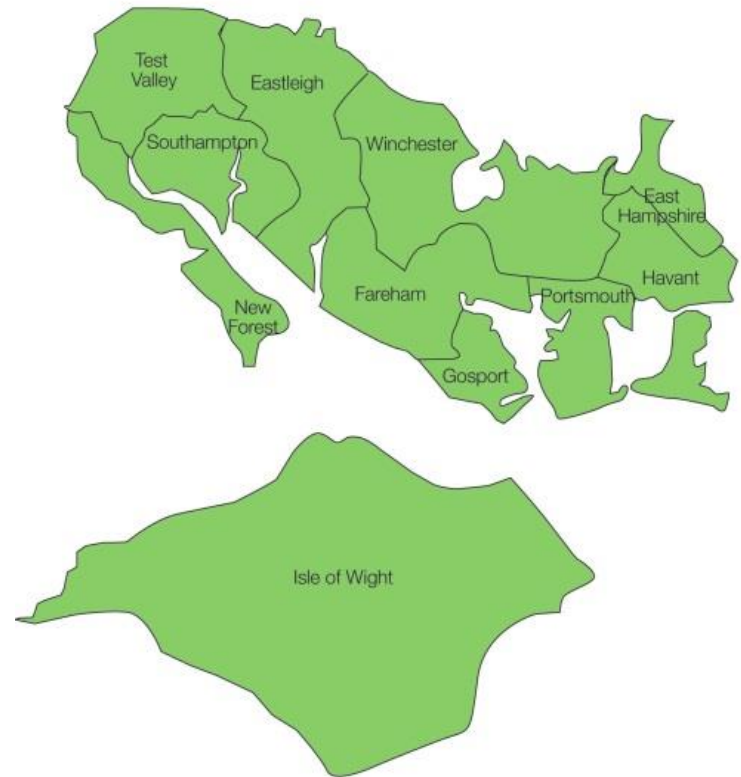 Test
Valley
Eastleigh
Southampton
Winchester
East
Hampshire
Havant
Fareham
Portsmouth
New
Forest
Gosport
Isle of Wight